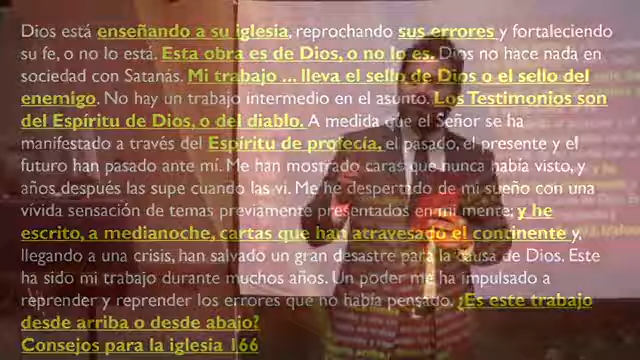 Dios está enseñando a su iglesia, reprochando sus errores y fortaleciendo
su fe, o no lo está. Esta obra es de Dios, o no lo es. Dios no hace nada en
sociedad con Satanás. Mi trabajo ... lleva el sello de Dios o el sello del
enemigo. No hay un trabajo intermedio en el asunto. Los Testimonios son
del Espíritu de Dios, o del diablo. A medida que el Señor se ha
manifestado a través del Espíritu de profecía, el pasado, el presente y el
futuro han pasado ante mí. Me han mostrado caras que nunca había visto, y
años después las supe cuando las vi. Me he despertado de mi sueño con una
vívida sensación de temas previamente presentados en mi mente; y he
escrito, a medianoche, cartas que han atravesado el continente y,
llegando a una crisis, han salvado un gran desastre para la causa de Dios. Este
ha sido mi trabajo durante muchos años. Un poder me ha impulsado a
reprender y reprender los errores que no había pensado. ¿Es este trabajo
desde arriba o desde abajo?
Consejos para la iglesia 166